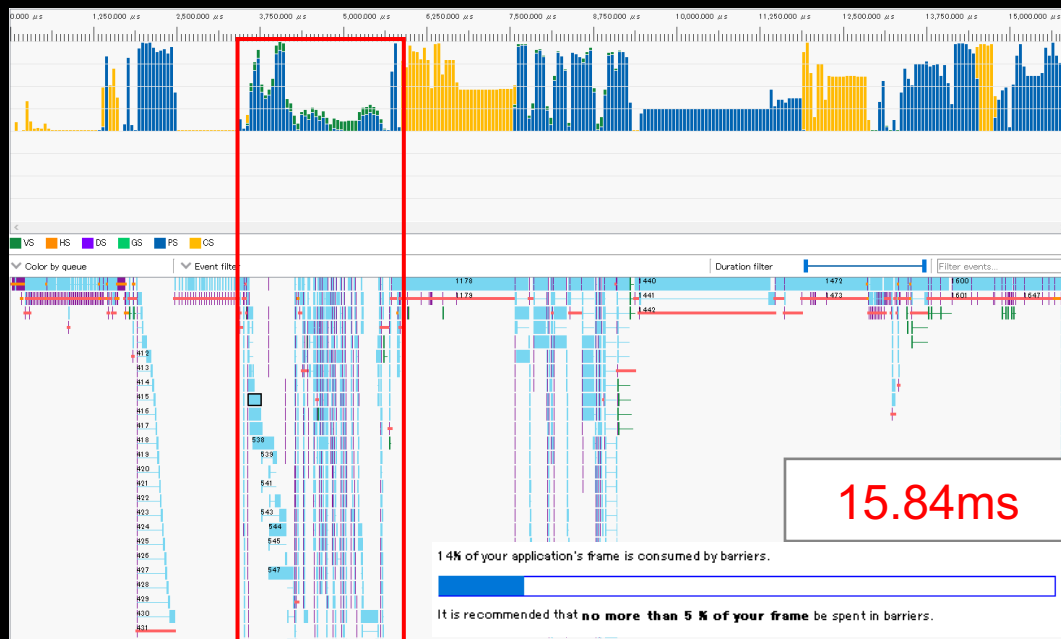 0.000 μs 1,250.000 μs 2,500.000 μs 3,750.000 μs 5,000.000 μs 6,250.000 μs 7,500.000 μs 8,750.000 μs 10,000.000 μs 11,250.000 μs 12,500.000 μs 13,750.000 μs 15,000.000 μs
VS HS DS GS PS CS
Color by queue Event filter Duration filter Filter events...
1178 1440 1472 1600
1179 1441 1473 1601 1647
1442
412
413
414
415
416
417
418 538
419 539
420
421 541
422
423 543
424 544
425 545
426
427 547
428
429
430
431
15.84ms
14% of your application's frame is consumed by barriers.
It is recommended that no more than 5 % of your frame be spent in barriers.